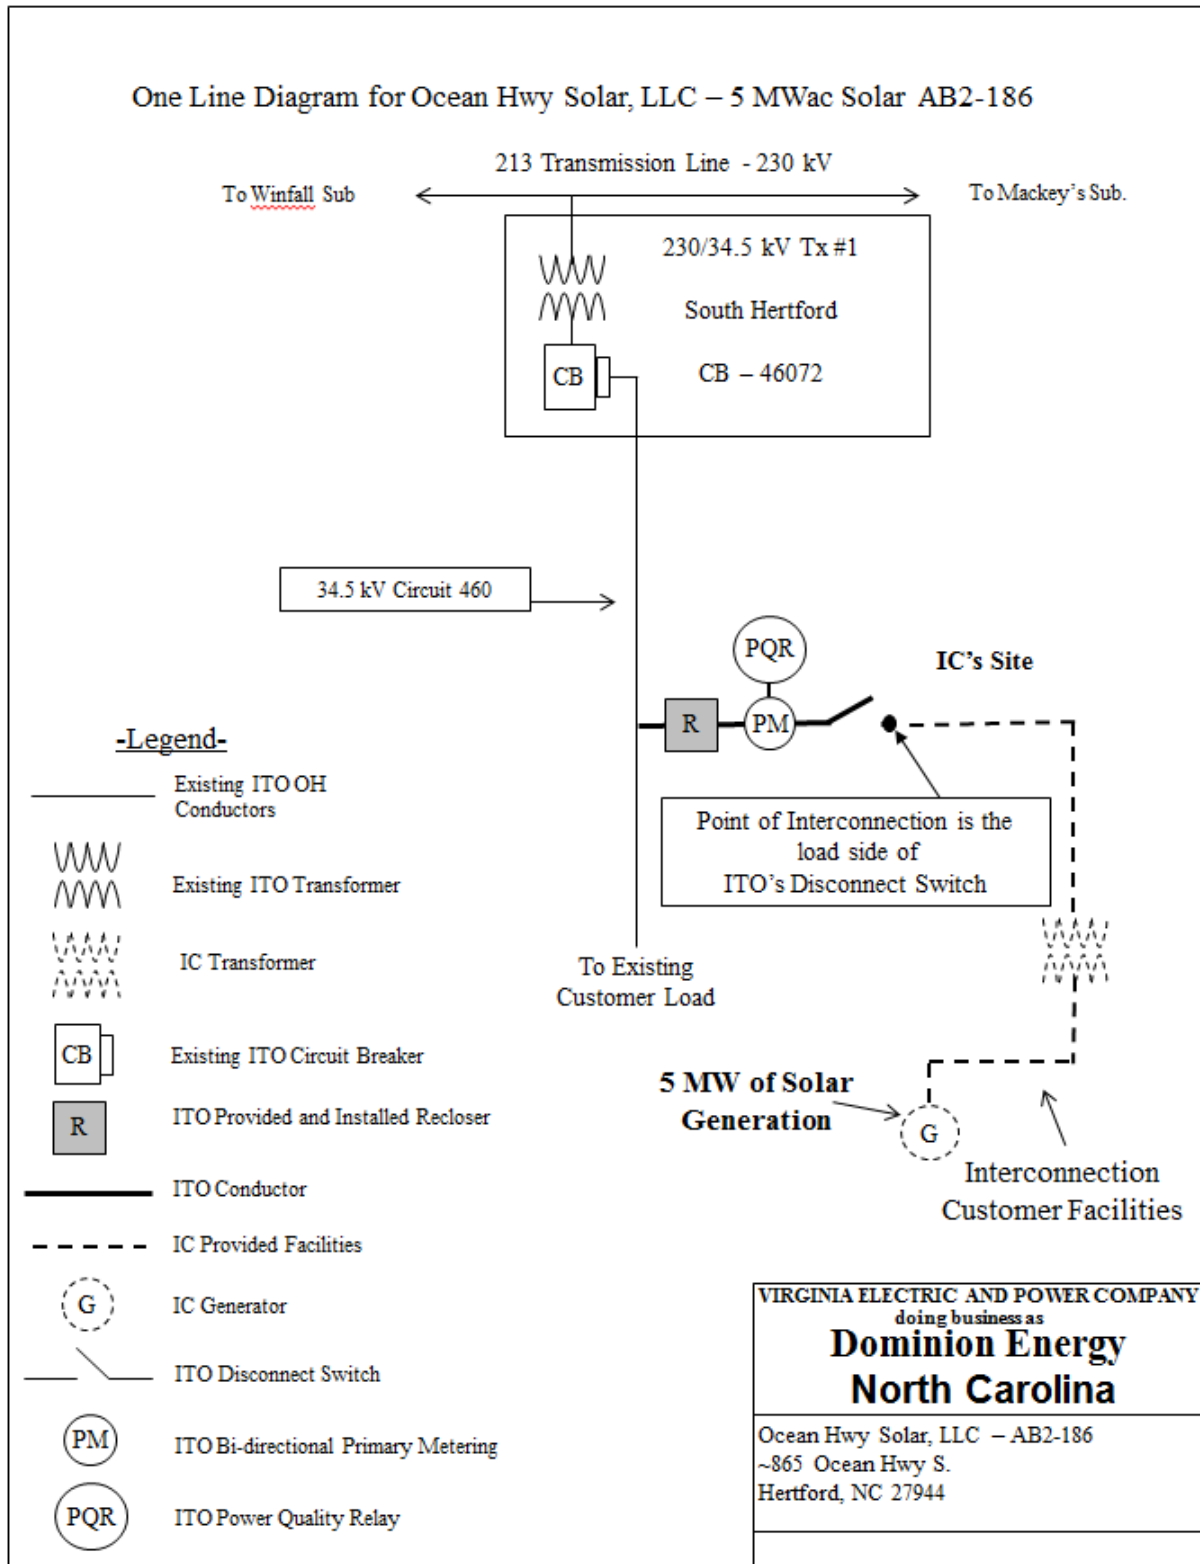 One Line Diagram for Ocean Hwy Solar, LLC – 5 MWac Solar AB2-186
213 Transmission Line - 230 kV
To Winfall Sub
To Mackey's Sub.
230/34.5 kV Tx #1
South Hertford
CB – 46072
CB
34.5 kV Circuit 460
PQR
IC's Site
R
PM
Point of Interconnection is the
load side of
ITO's Disconnect Switch
To Existing
Customer Load
5 MW of Solar
Generation
G
Interconnection
Customer Facilities
-Legend-
Existing ITO OH
Conductors
Existing ITO Transformer
IC Transformer
CB
Existing ITO Circuit Breaker
R
ITO Provided and Installed Recloser
ITO Conductor
IC Provided Facilities
G
IC Generator
ITO Disconnect Switch
PM
ITO Bi-directional Primary Metering
PQR
ITO Power Quality Relay
VIRGINIA ELECTRIC AND POWER COMPANY
doing business as
Dominion Energy
North Carolina
Ocean Hwy Solar, LLC – AB2-186
~865 Ocean Hwy S.
Hertford, NC 27944